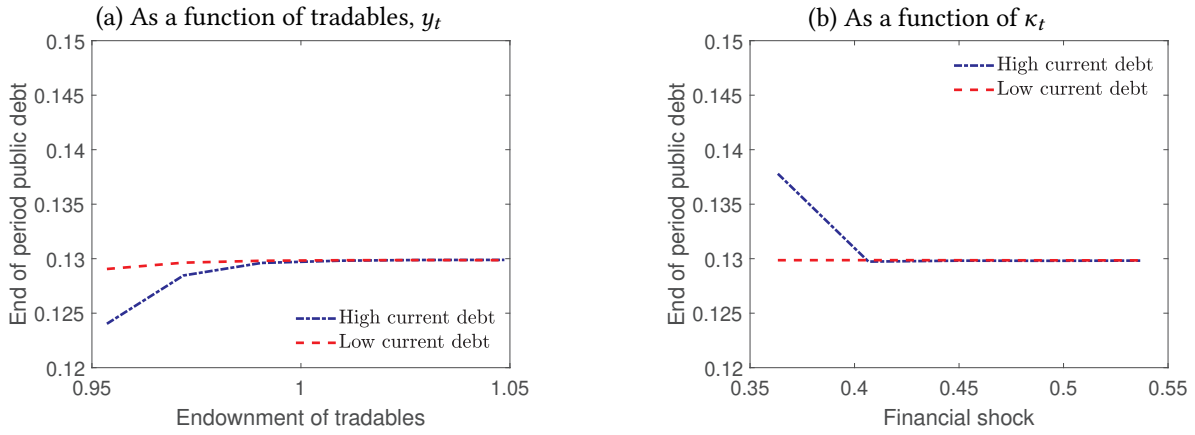 (a) As a function of tradables, y_t
0.15
0.145
0.14
0.135
0.13
0.125
0.12
0.95
1
1.05
End of period public debt
Endownment of tradables
High current debt
Low current debt
(b) As a function of κ_t
0.15
0.145
0.14
0.135
0.13
0.125
0.12
0.35
0.4
0.45
0.5
0.55
End of period public debt
Financial shock
High current debt
Low current debt